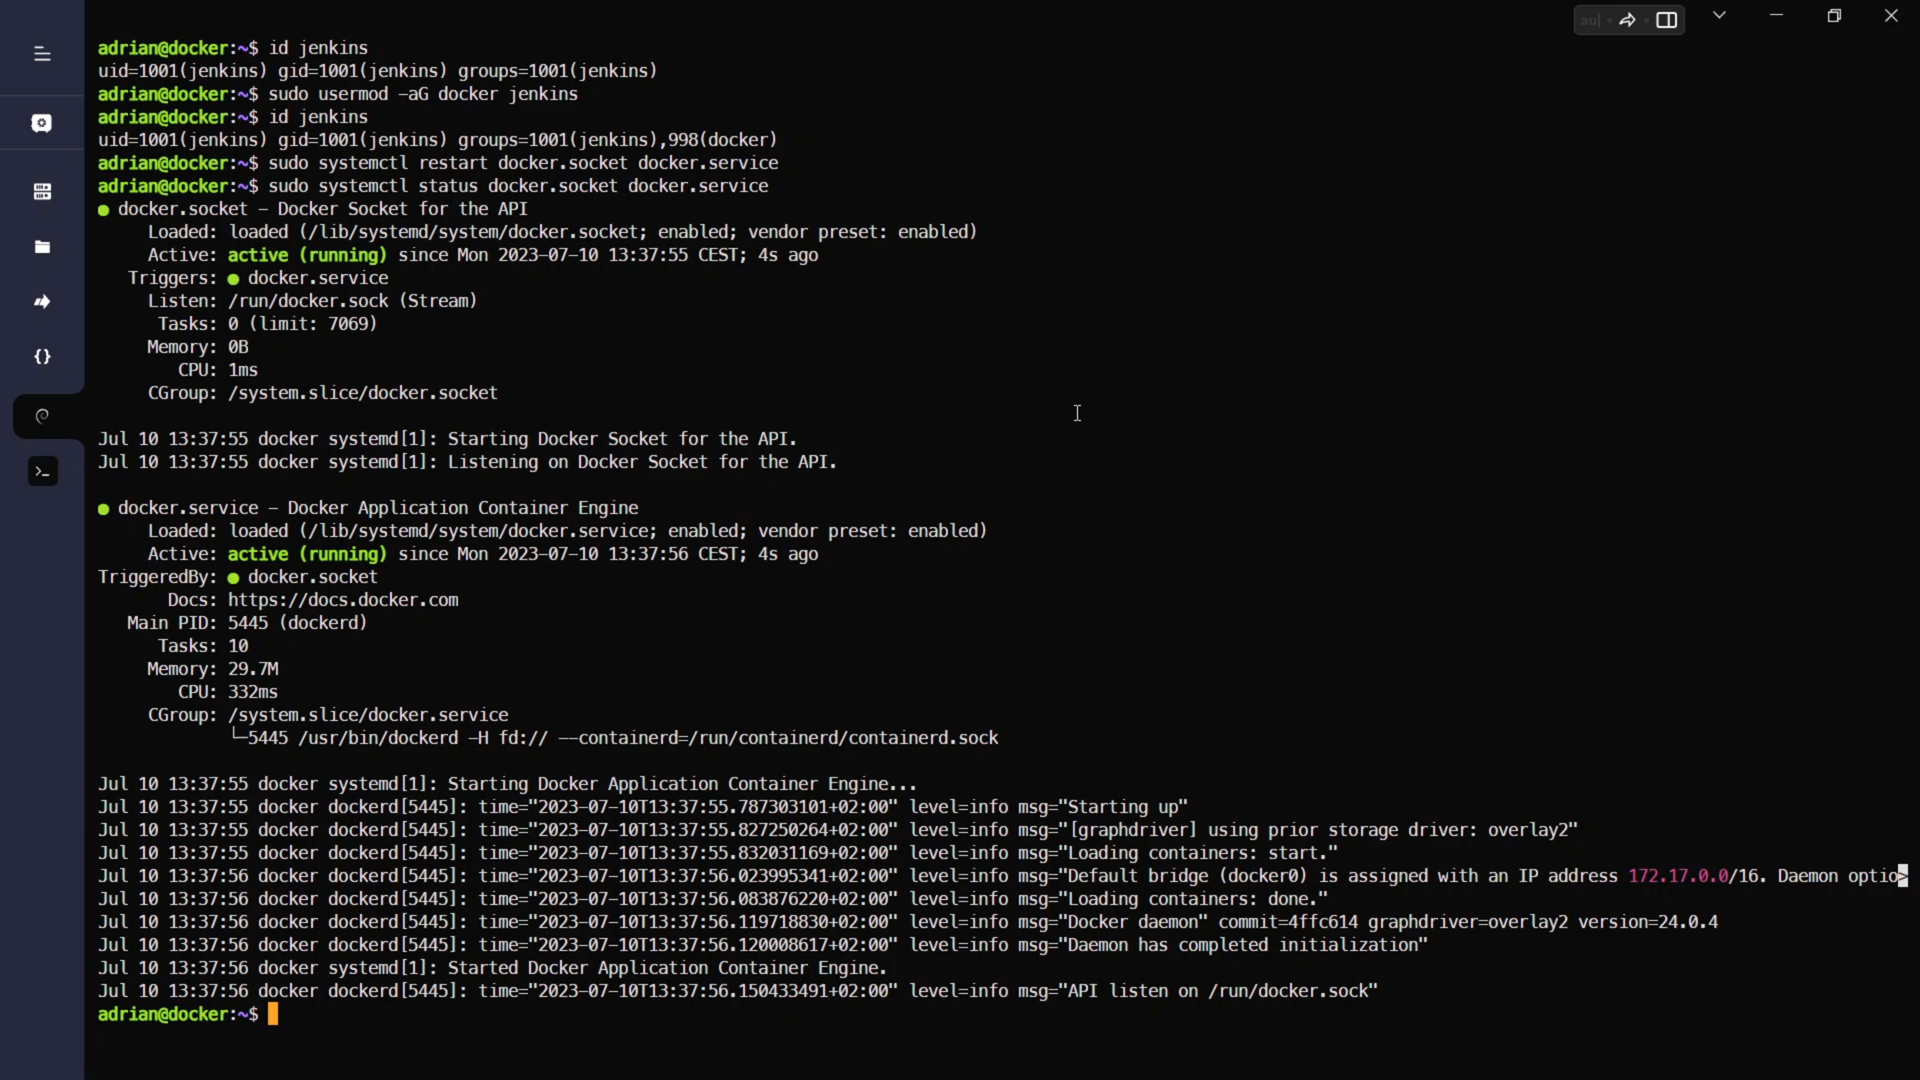 adrian@docker:~$ id jenkins
uid=1001(jenkins) gid=1001(jenkins) groups=1001(jenkins)
adrian@docker:~$ sudo usermod -aG docker jenkins
adrian@docker:~$ id jenkins
uid=1001(jenkins) gid=1001(jenkins) groups=1001(jenkins),998(docker)
adrian@docker:~$ sudo systemctl restart docker.socket docker.service
adrian@docker:~$ sudo systemctl status docker.socket docker.service
● docker.socket - Docker Socket for the API
Loaded: loaded (/lib/systemd/system/docker.socket; enabled; vendor preset: enabled)
Active: active (running) since Mon 2023-07-10 13:37:55 CEST; 4s ago
Triggers: ● docker.service
Listen: /run/docker.sock (Stream)
Tasks: 0 (limit: 7069)
Memory: 0B
CPU: 1ms
CGroup: /system.slice/docker.socket
Jul 10 13:37:55 docker systemd[1]: Starting Docker Socket for the API.
Jul 10 13:37:55 docker systemd[1]: Listening on Docker Socket for the API.
● docker.service - Docker Application Container Engine
Loaded: loaded (/lib/systemd/system/docker.service; enabled; vendor preset: enabled)
Active: active (running) since Mon 2023-07-10 13:37:56 CEST; 4s ago
TriggeredBy: ● docker.socket
Docs: https://docs.docker.com
Main PID: 5445 (dockerd)
Tasks: 10
Memory: 29.7M
CPU: 332ms
CGroup: /system.slice/docker.service
└─5445 /usr/bin/dockerd -H fd:// --containerd=/run/containerd/containerd.sock
Jul 10 13:37:55 docker systemd[1]: Starting Docker Application Container Engine...
Jul 10 13:37:55 docker dockerd[5445]: time="2023-07-10T13:37:55.787303101+02:00" level=info msg="Starting up"
Jul 10 13:37:55 docker dockerd[5445]: time="2023-07-10T13:37:55.827250264+02:00" level=info msg="[graphdriver] using prior storage driver: overlay2"
Jul 10 13:37:55 docker dockerd[5445]: time="2023-07-10T13:37:55.832031169+02:00" level=info msg="Loading containers: start."
Jul 10 13:37:56 docker dockerd[5445]: time="2023-07-10T13:37:56.023995341+02:00" level=info msg="Default bridge (docker0) is assigned with an IP address 172.17.0.0/16. Daemon optio>
Jul 10 13:37:56 docker dockerd[5445]: time="2023-07-10T13:37:56.083876220+02:00" level=info msg="Loading containers: done."
Jul 10 13:37:56 docker dockerd[5445]: time="2023-07-10T13:37:56.119718830+02:00" level=info msg="Docker daemon" commit=4ffc614 graphdriver=overlay2 version=24.0.4
Jul 10 13:37:56 docker dockerd[5445]: time="2023-07-10T13:37:56.120008617+02:00" level=info msg="Daemon has completed initialization"
Jul 10 13:37:56 docker systemd[1]: Started Docker Application Container Engine.
Jul 10 13:37:56 docker dockerd[5445]: time="2023-07-10T13:37:56.150433491+02:00" level=info msg="API listen on /run/docker.sock"
adrian@docker:~$